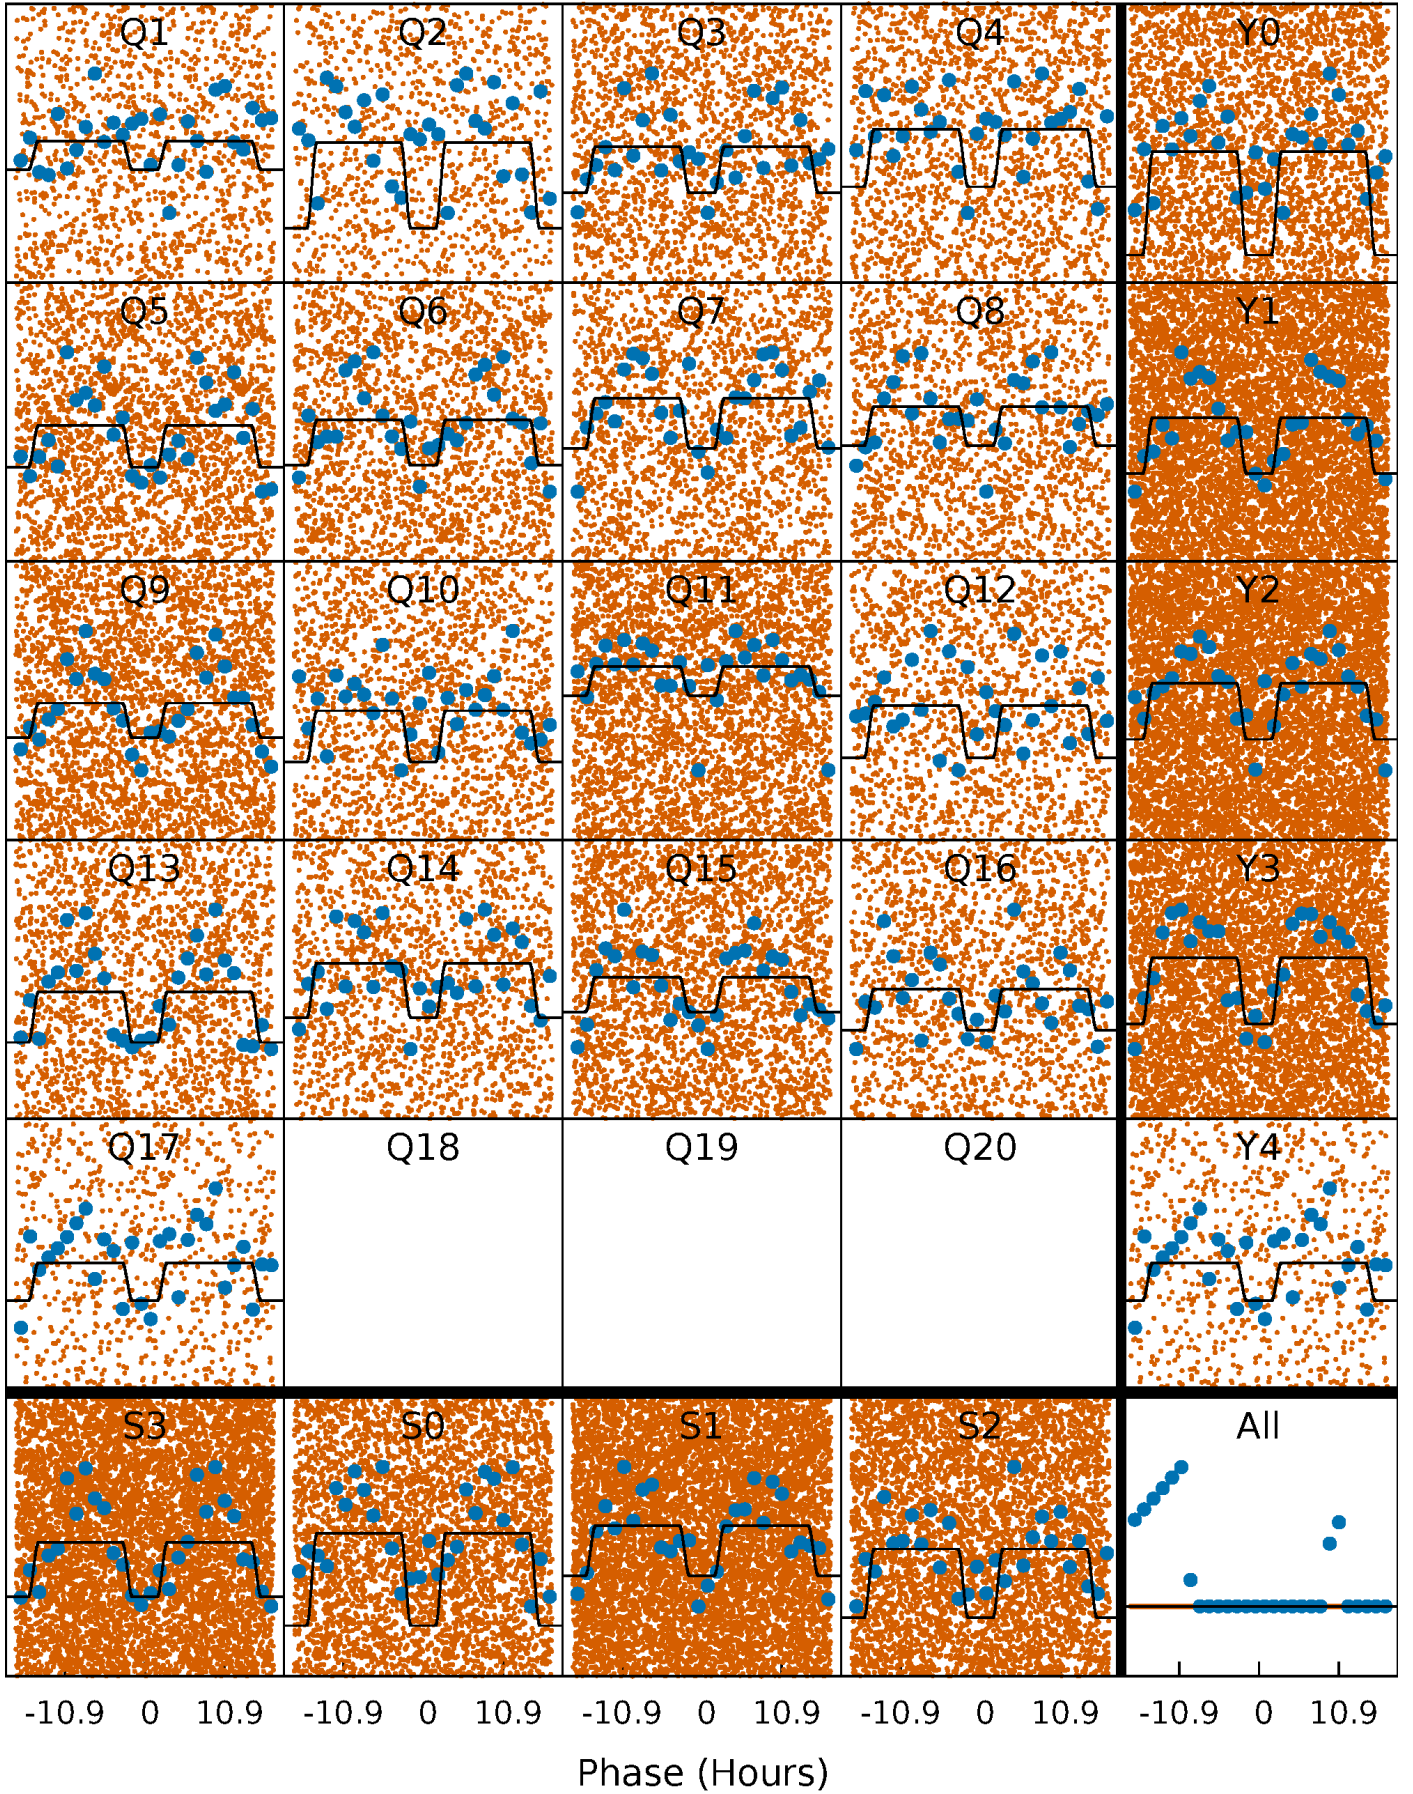 Q1 Q2 Q3 Q4 Y0
Q5 Q6 Q7 Q8 Y1
Q9 Q10 Q11 Q12 Y2
Q13 Q14 Q15 Q16 Y3
Q17 Q18 Q19 Q20 Y4
S3 S0 S1 S2 All
-10.9 0 10.9 -10.9 0 10.9 -10.9 0 10.9 -10.9 0 10.9 -10.9 0 10.9
Phase (Hours)